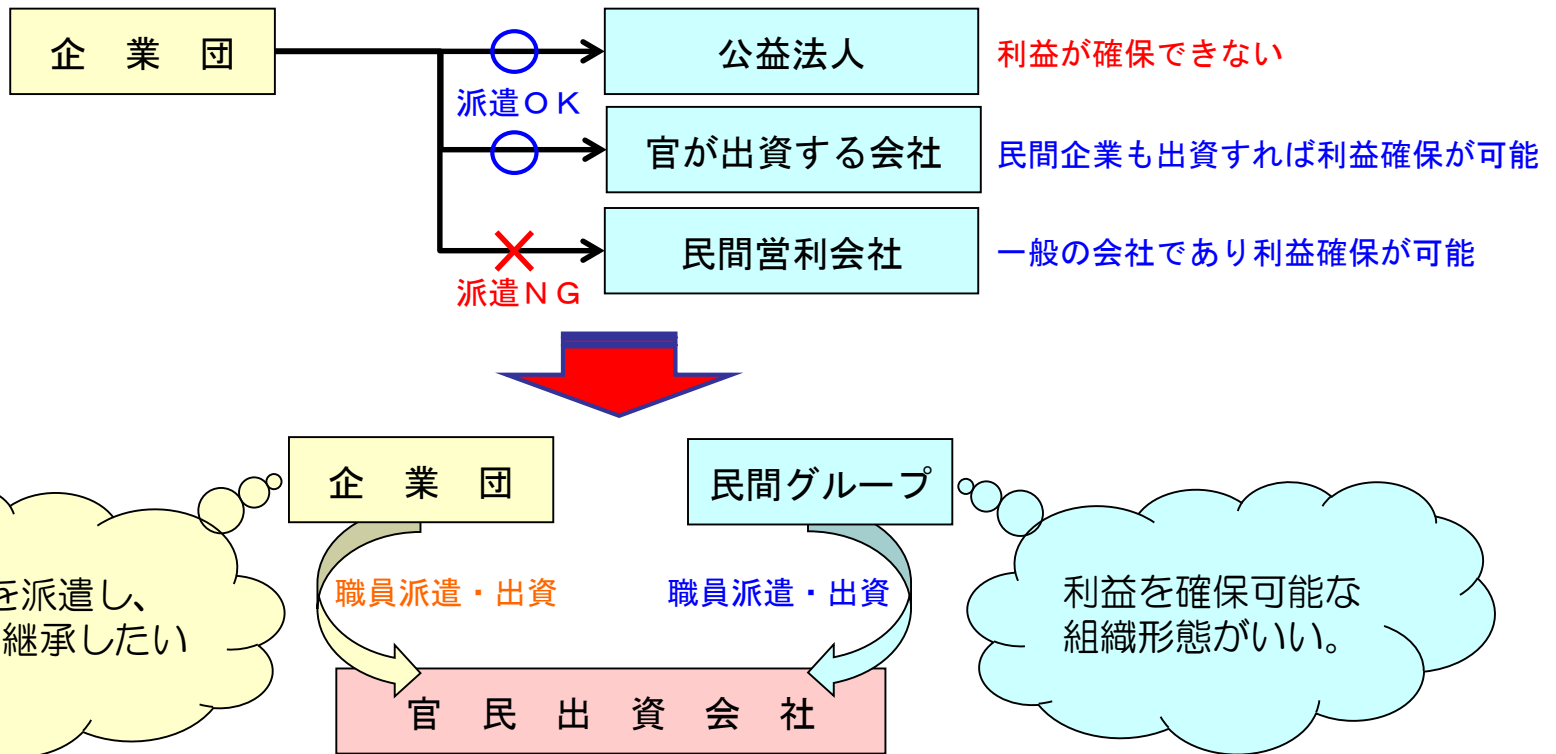 企 業 団
公益法人
利益が確保できない
派遣ＯＫ
官が出資する会社
民間企業も出資すれば利益確保が可能
民間営利会社
一般の会社であり利益確保が可能
派遣ＮＧ
企 業 団
民間グループ
を派遣し、
継承したい
職員派遣・出資
職員派遣・出資
利益を確保可能な
組織形態がいい。
官 民 出 資 会 社